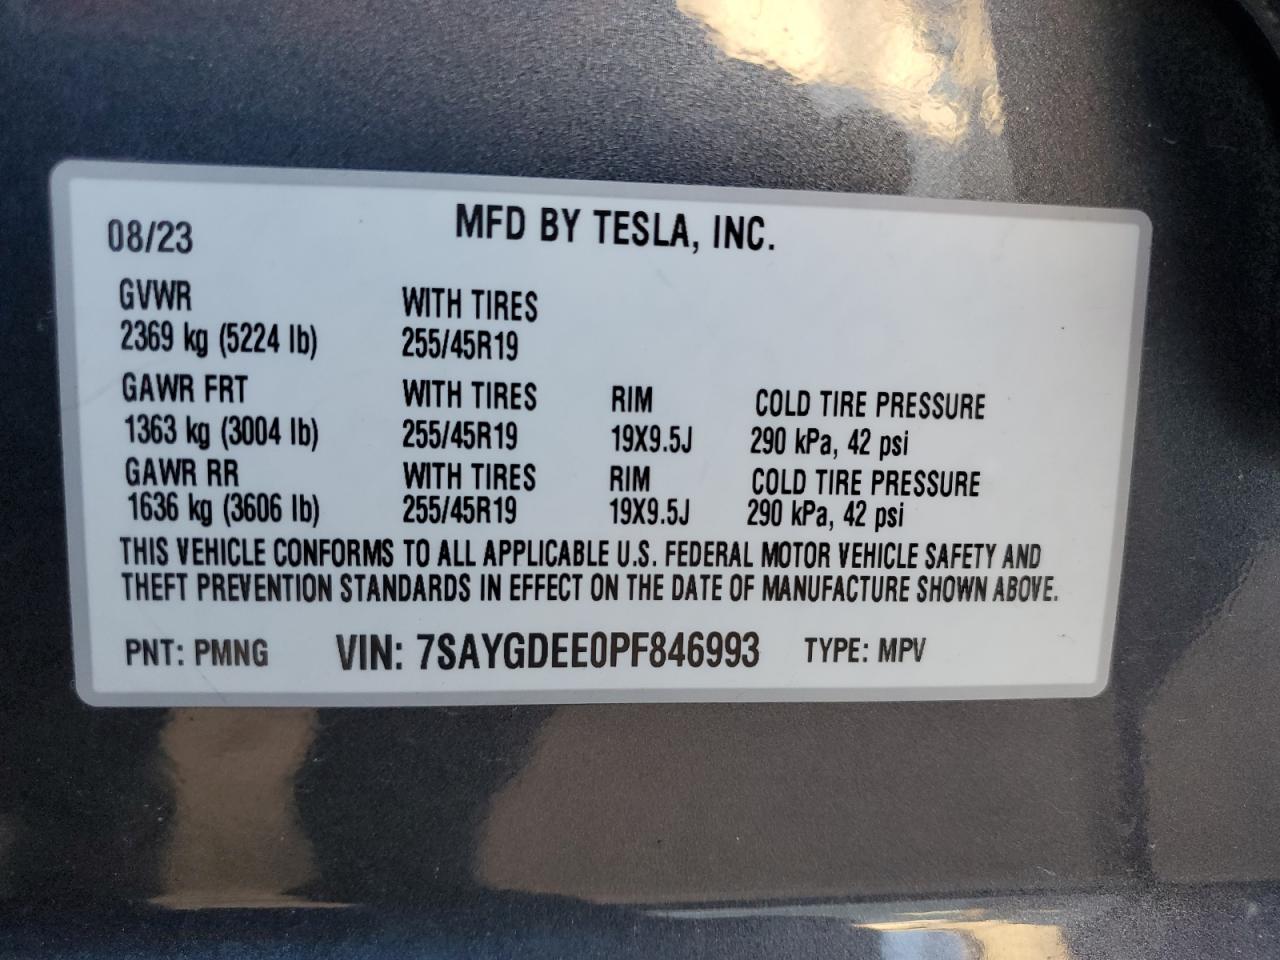 08/23 MFD BY TESLA, INC.
GVWR WITH TIRES
2369 kg (5224 lb) 255/45R19
GAWR FRT WITH TIRES RIM COLD TIRE PRESSURE
1363 kg (3004 lb) 255/45R19 19X9.5J 290 kPa, 42 psi
GAWR RR WITH TIRES RIM COLD TIRE PRESSURE
1636 kg (3606 lb) 255/45R19 19X9.5J 290 kPa, 42 psi
THIS VEHICLE CONFORMS TO ALL APPLICABLE U.S. FEDERAL MOTOR VEHICLE SAFETY AND
THEFT PREVENTION STANDARDS IN EFFECT ON THE DATE OF MANUFACTURE SHOWN ABOVE.
PNT: PMNG VIN: 7SAYGDEE0PF846993 TYPE: MPV